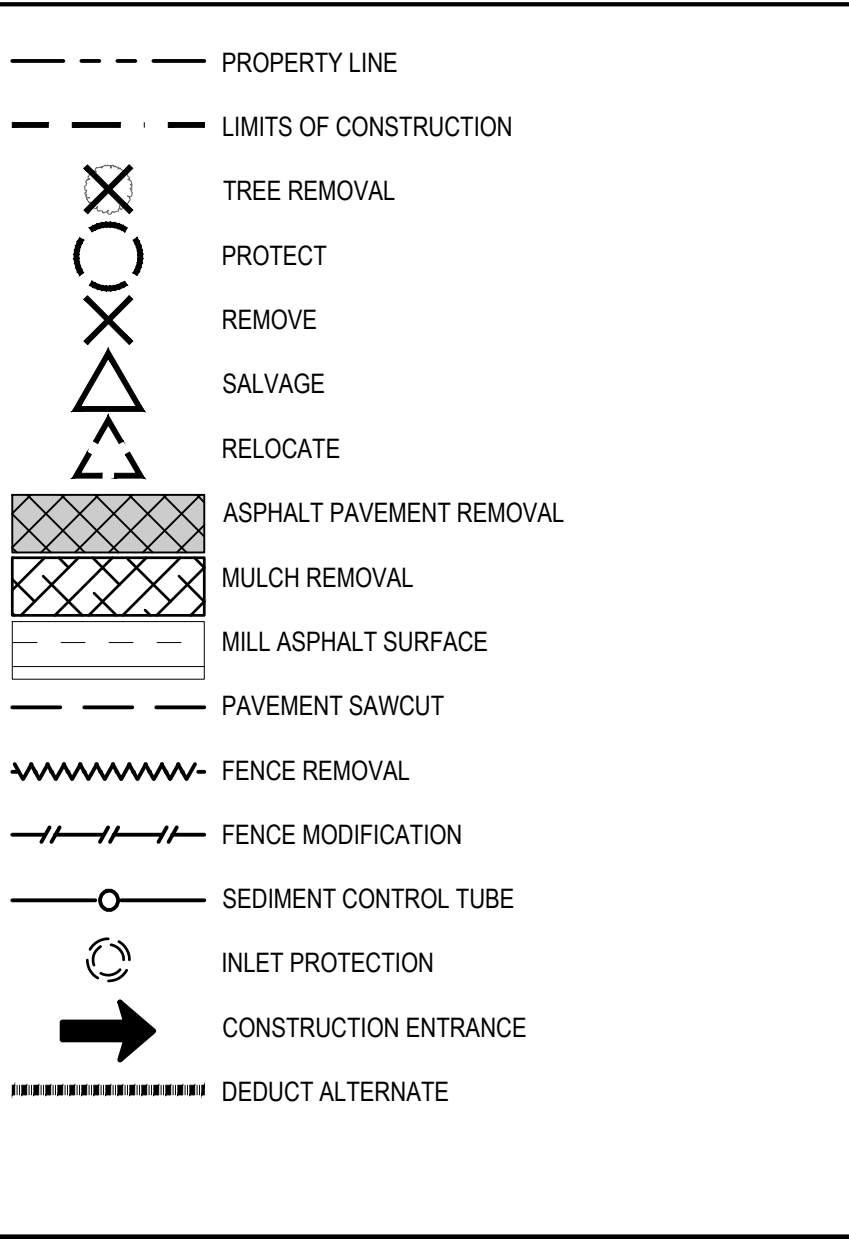 PROPERTY LINE
LIMITS OF CONSTRUCTION
TREE REMOVAL
PROTECT
REMOVE
SALVAGE
RELOCATE
ASPHALT PAVEMENT REMOVAL
MULCH REMOVAL
MILL ASPHALT SURFACE
PAVEMENT SAWCUT
FENCE REMOVAL
FENCE MODIFICATION
SEDIMENT CONTROL TUBE
INLET PROTECTION
CONSTRUCTION ENTRANCE
DEDUCT ALTERNATE